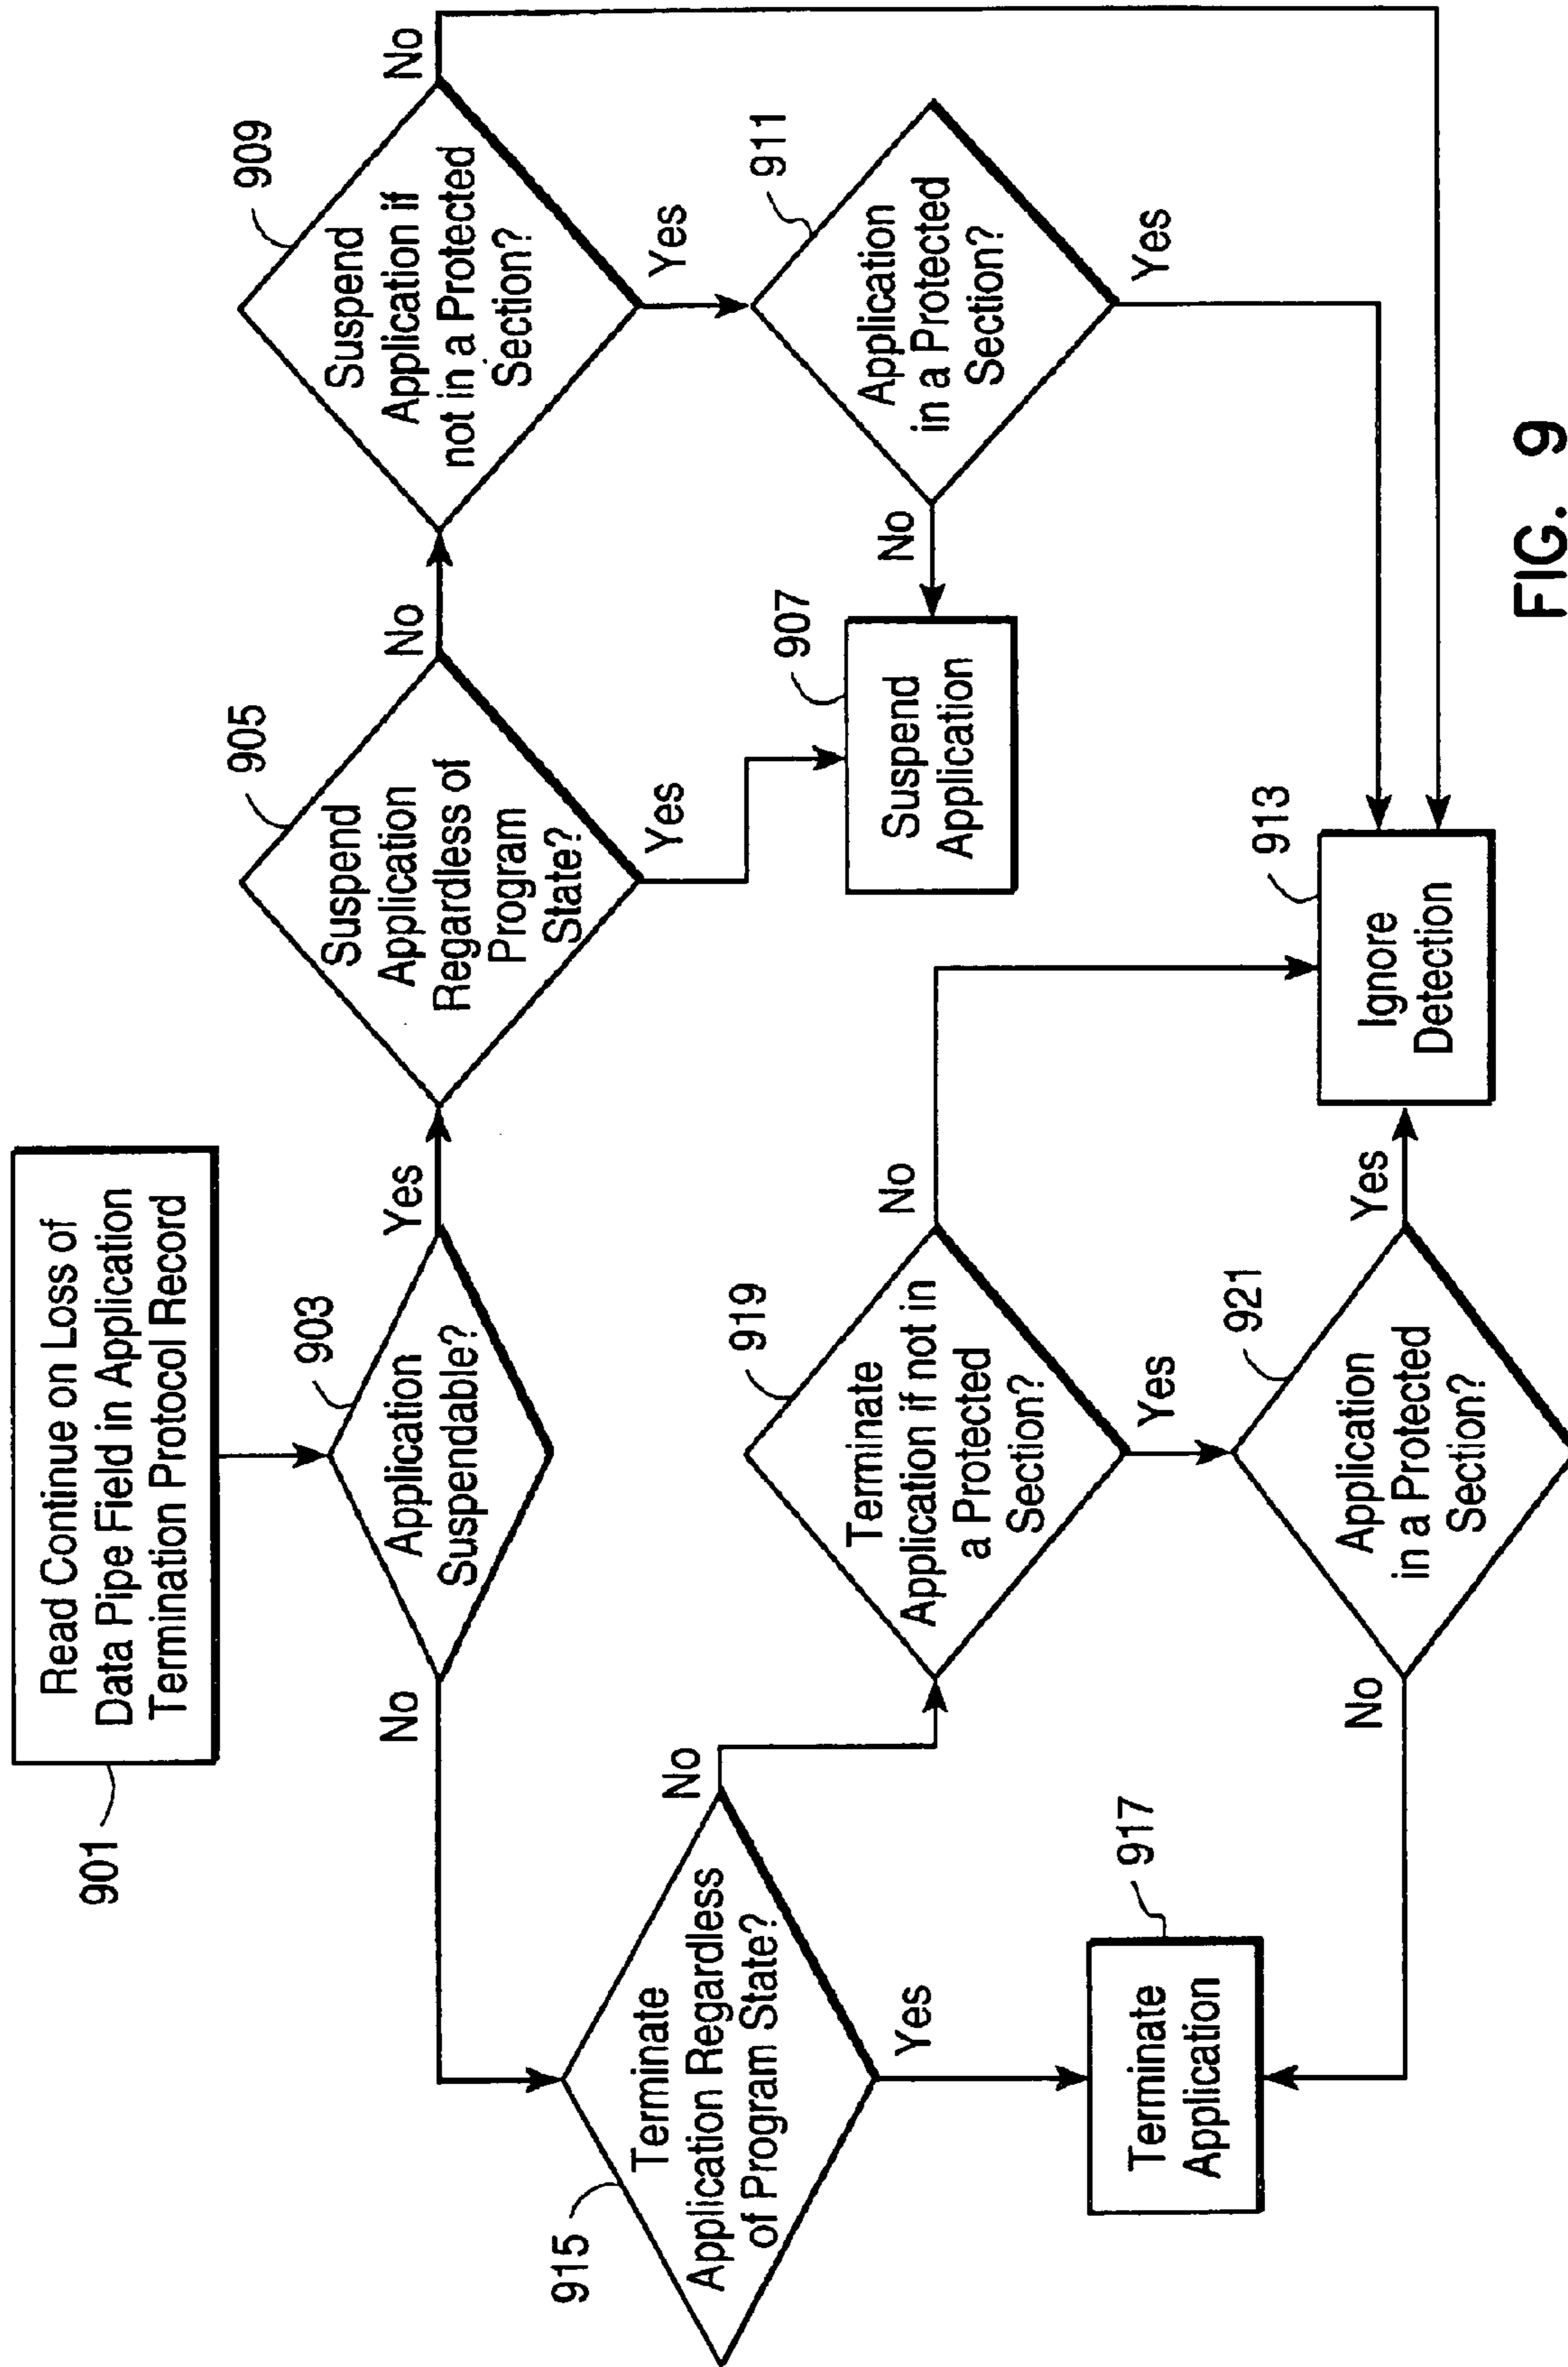 Read Continue on Loss of
Data Pipe Field in Application
Termination Protocol Record
901
Application
Suspendable?
903
No
Yes
Suspend
Application
Regardless of
Program
State?
905
No
Yes
Suspend
Application if
not in a Protected
Section?
909
No
Yes
Suspend
Application
907
Application
in a Protected
Section?
911
No
Yes
Terminate
Application Regardless
of Program State?
915
No
Yes
Terminate
Application if not in
a Protected
Section?
919
No
Yes
Terminate
Application
917
Application
in a Protected
Section?
921
No
Yes
Ignore
Detection
913
FIG. 9